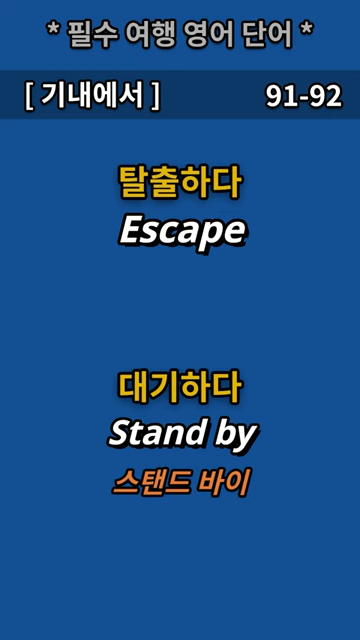 * 필수 여행 영어 단어 *
[ 기내에서 ] 91-92
탈출하다
Escape
대기하다
Stand by
스탠드 바이